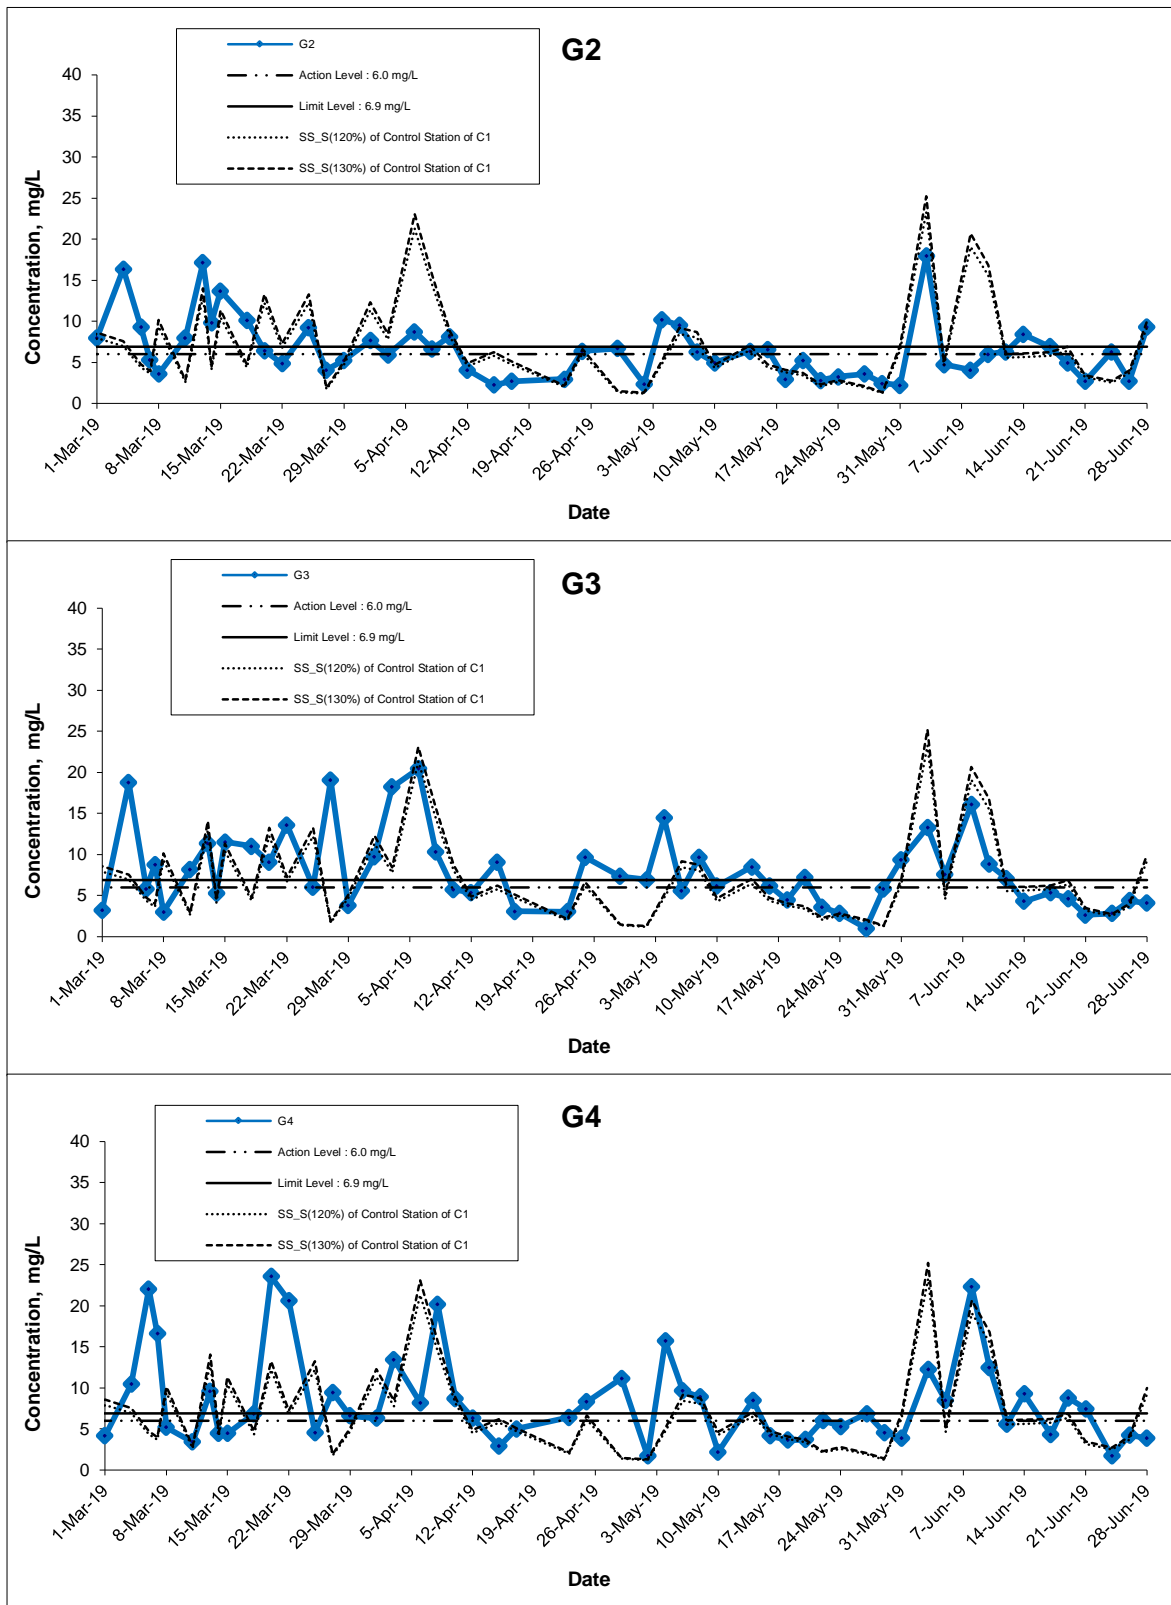 G2
G2
Action Level : 6.0 mg/L
Limit Level : 6.9 mg/L
SS_S(120%) of Control Station of C1
SS_S(130%) of Control Station of C1
Concentration, mg/L
40
35
30
25
20
15
10
5
0
1-Mar-19
8-Mar-19
15-Mar-19
22-Mar-19
29-Mar-19
5-Apr-19
12-Apr-19
19-Apr-19
26-Apr-19
3-May-19
10-May-19
17-May-19
24-May-19
31-May-19
7-Jun-19
14-Jun-19
21-Jun-19
28-Jun-19
Date
G3
G3
Action Level : 6.0 mg/L
Limit Level : 6.9 mg/L
SS_S(120%) of Control Station of C1
SS_S(130%) of Control Station of C1
Concentration, mg/L
40
35
30
25
20
15
10
5
0
1-Mar-19
8-Mar-19
15-Mar-19
22-Mar-19
29-Mar-19
5-Apr-19
12-Apr-19
19-Apr-19
26-Apr-19
3-May-19
10-May-19
17-May-19
24-May-19
31-May-19
7-Jun-19
14-Jun-19
21-Jun-19
28-Jun-19
Date
G4
G4
Action Level : 6.0 mg/L
Limit Level : 6.9 mg/L
SS_S(120%) of Control Station of C1
SS_S(130%) of Control Station of C1
Concentration, mg/L
40
35
30
25
20
15
10
5
0
1-Mar-19
8-Mar-19
15-Mar-19
22-Mar-19
29-Mar-19
5-Apr-19
12-Apr-19
19-Apr-19
26-Apr-19
3-May-19
10-May-19
17-May-19
24-May-19
31-May-19
7-Jun-19
14-Jun-19
21-Jun-19
28-Jun-19
Date